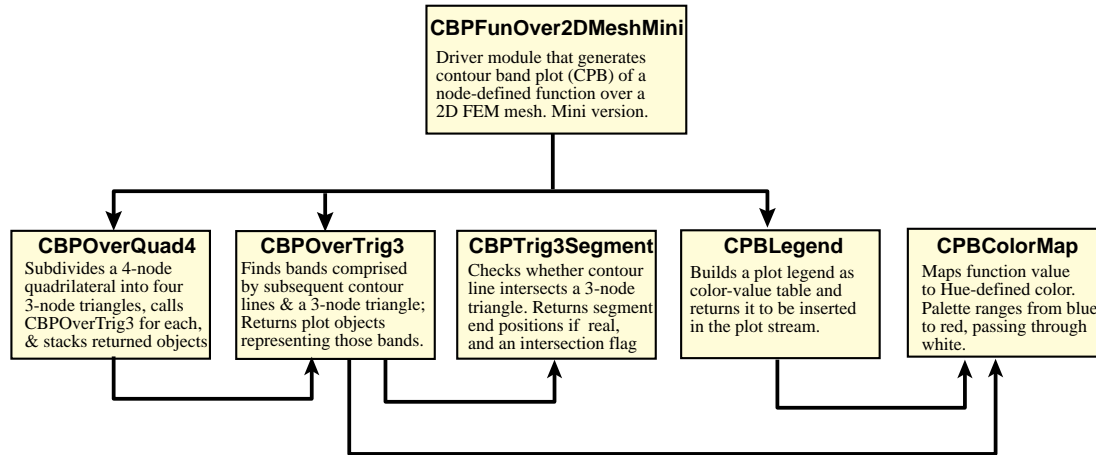 CBPFunOver2DMeshMini
Driver module that generates
contour band plot (CPB) of a
node-defined function over a
2D FEM mesh. Mini version.
CBPOverQuad4
Subdivides a 4-node
quadrilateral into four
3-node triangles, calls
CBPOverTrig3 for each,
& stacks returned objects
CBPOverTrig3
Finds bands comprised
by subsequent contour
lines & a 3-node triangle;
Returns plot objects
representing those bands.
CBPTrig3Segment
Checks whether contour
line intersects a 3-node
triangle. Returns segment
end positions if real,
and an intersection flag
CPBLegend
Builds a plot legend as
color-value table and
returns it to be inserted
in the plot stream.
CPBColorMap
Maps function value
to Hue-defined color.
Palette ranges from blue
to red, passing through
white.